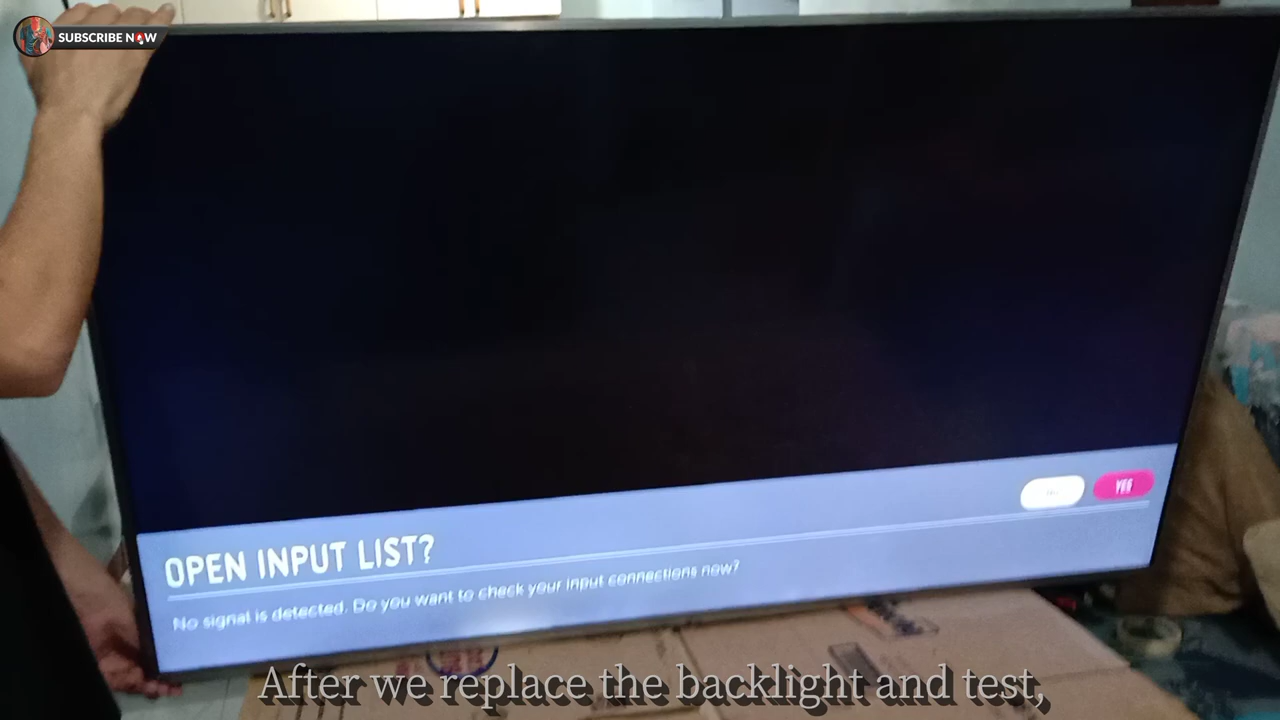 SUBSCRIBE NOW
YES
OPEN INPUT LIST?
No signal is detected. Do you want to check your input connections now?
After we replace the backlight and test,